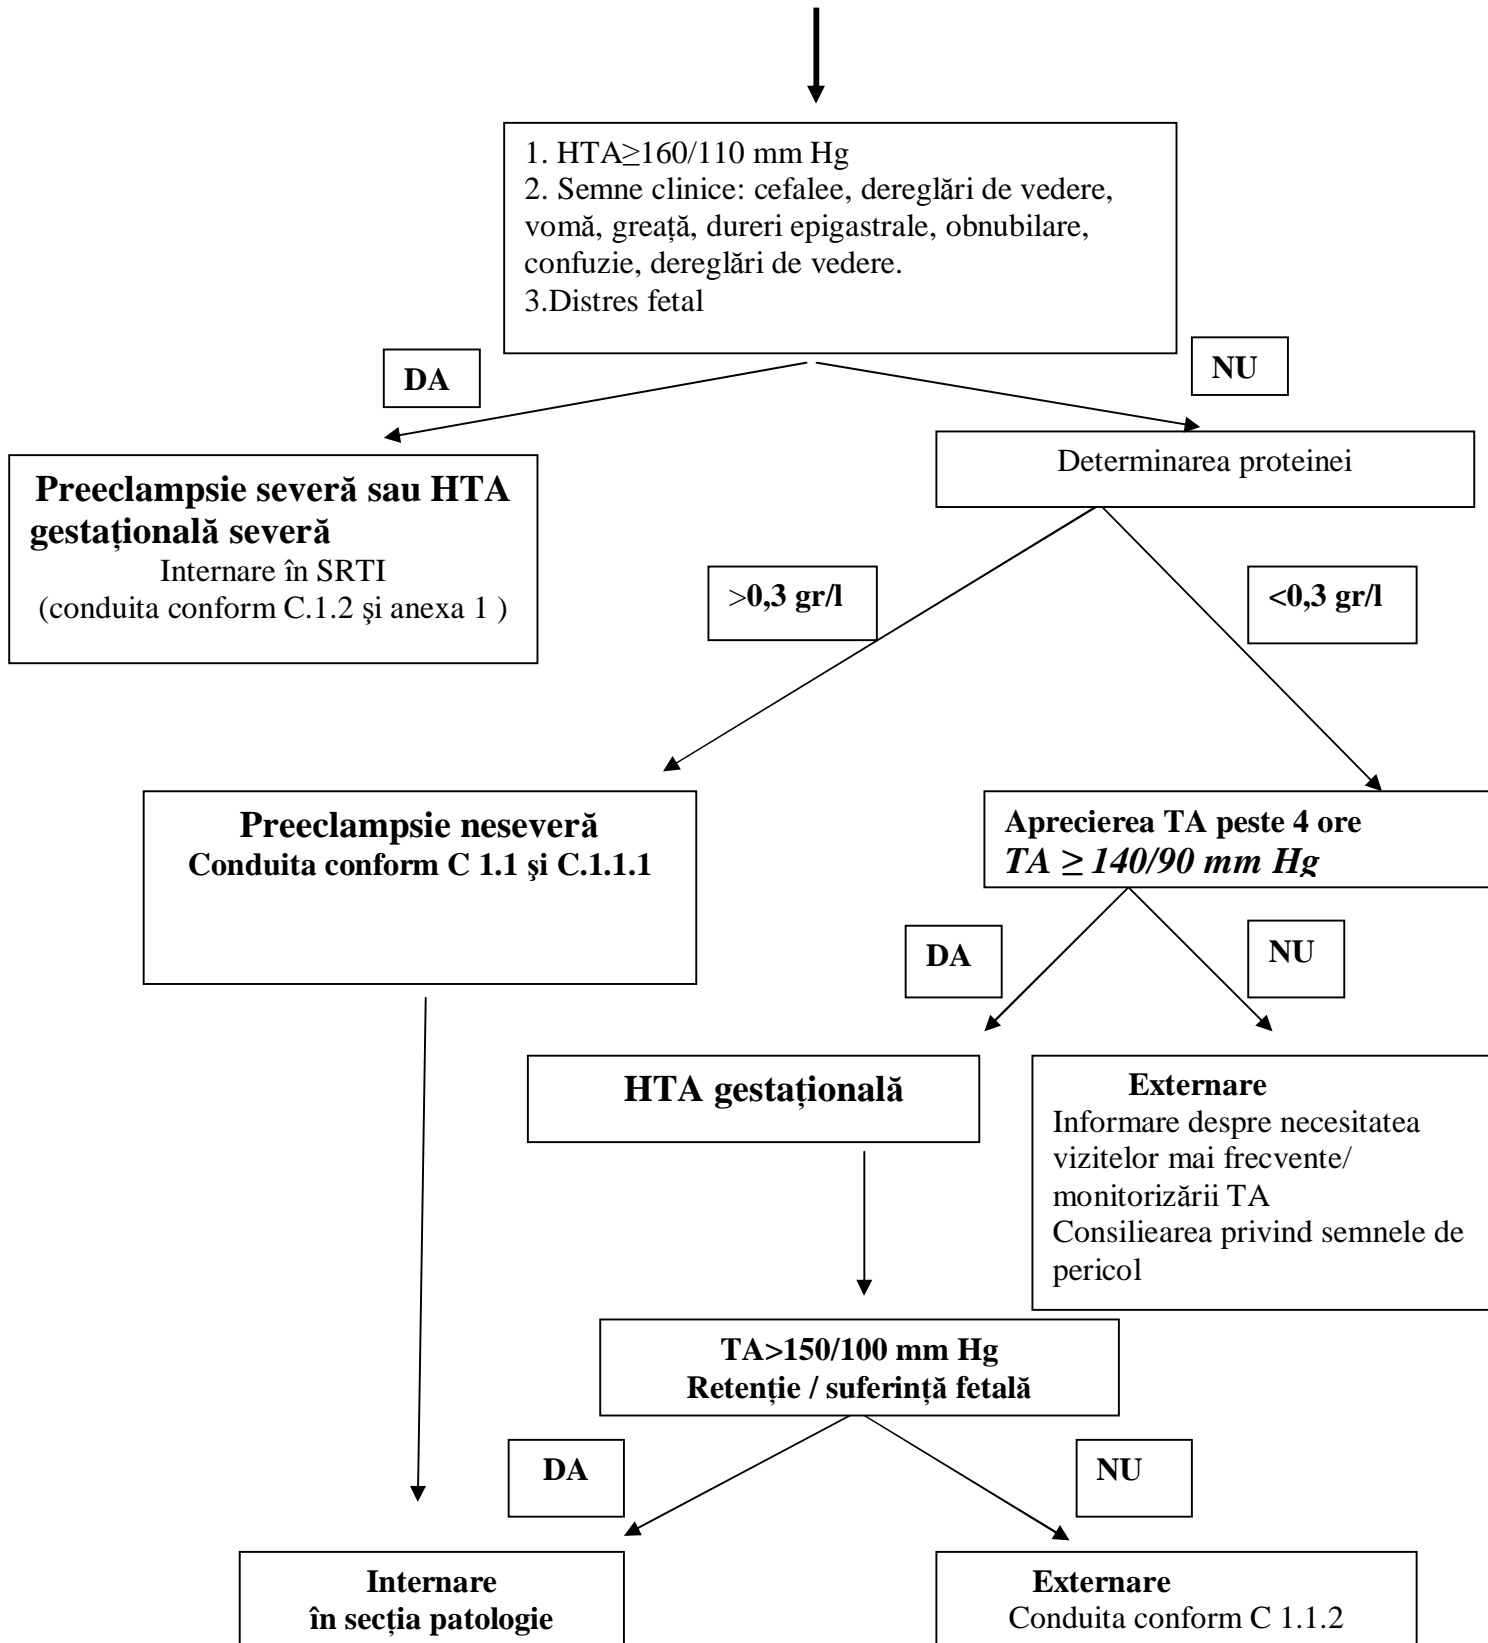 1. HTA≥160/110 mm Hg
2. Semne clinice: cefalee, dereglări de vedere,
vomă, greață, dureri epigastrale, obnubilare,
confuzie, dereglări de vedere.
3.Distres fetal
DA
NU
Preeclampsie severă sau HTA
gestațională severă
Internare în SRTI
(conduita conform C.1.2 şi anexa 1 )
Determinarea proteinei
>0,3 gr/l
<0,3 gr/l
Preeclampsie neseveră
Conduita conform C 1.1 şi C.1.1.1
Aprecierea TA peste 4 ore
TA ≥ 140/90 mm Hg
DA
NU
HTA gestațională
Externare
Informare despre necesitatea
vizitelor mai frecvente/
monitorizării TA
Consiliearea privind semnele de
pericol
TA>150/100 mm Hg
Retenție / suferință fetală
DA
NU
Internare
în secția patologie
Externare
Conduita conform C 1.1.2